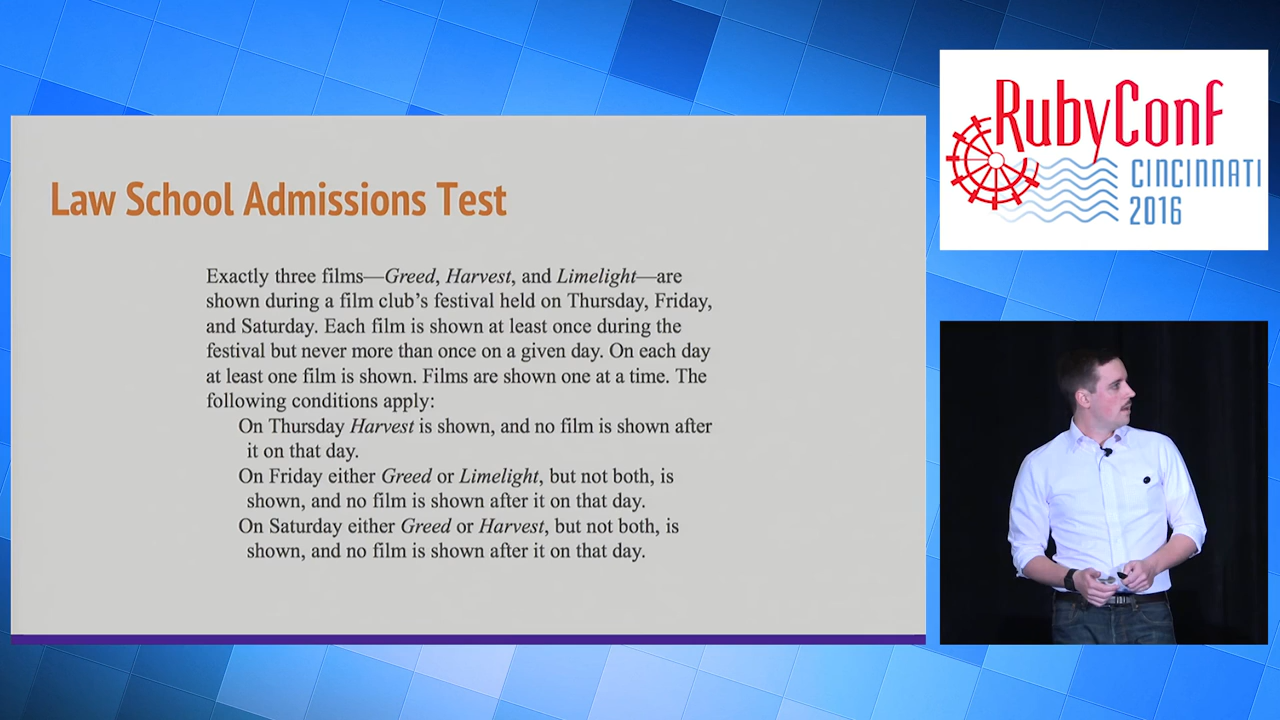 Law School Admissions Test
Exactly three films—Greed, Harvest, and Limelight—are
shown during a film club's festival held on Thursday, Friday,
and Saturday. Each film is shown at least once during the
festival but never more than once on a given day. On each day
at least one film is shown. Films are shown one at a time. The
following conditions apply:
On Thursday Harvest is shown, and no film is shown after
it on that day.
On Friday either Greed or Limelight, but not both, is
shown, and no film is shown after it on that day.
On Saturday either Greed or Harvest, but not both, is
shown, and no film is shown after it on that day.
RubyConf
CINCINNATI
2016